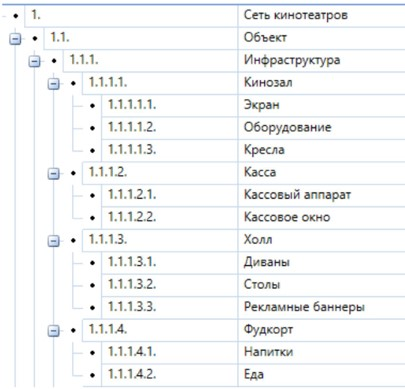 1. Сеть кинотеатров
1.1. Объект
1.1.1. Инфраструктура
1.1.1.1. Кинозал
1.1.1.1.1. Экран
1.1.1.1.2. Оборудование
1.1.1.1.3. Кресла
1.1.1.2. Касса
1.1.1.2.1. Кассовый аппарат
1.1.1.2.2. Кассовое окно
1.1.1.3. Холл
1.1.1.3.1. Диваны
1.1.1.3.2. Столы
1.1.1.3.3. Рекламные баннеры
1.1.1.4. Фудкорт
1.1.1.4.1. Напитки
1.1.1.4.2. Еда